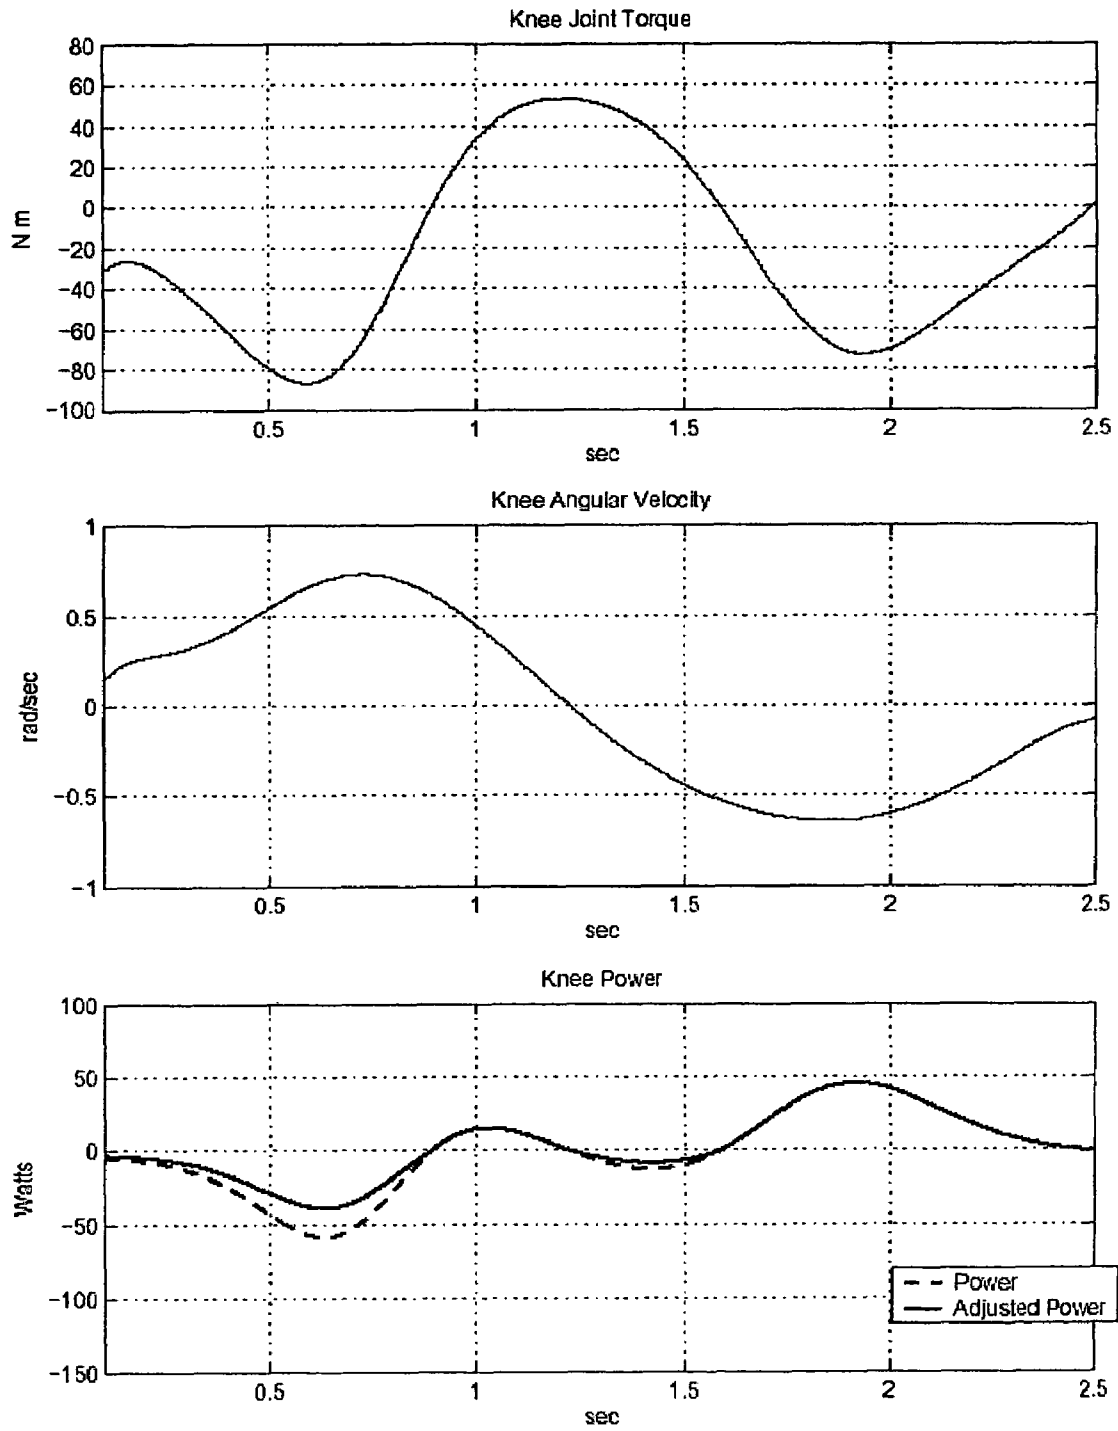 Knee Joint Torque
80
60
40
20
0
−20
−40
−60
−80
−100
N m
0.5 1 1.5 2 2.5
sec
Knee Angular Velocity
1
0.5
0
−0.5
−1
rad/sec
0.5 1 1.5 2 2.5
sec
Knee Power
100
50
0
−50
−100
−150
Watts
Power
Adjusted Power
0.5 1 1.5 2 2.5
sec